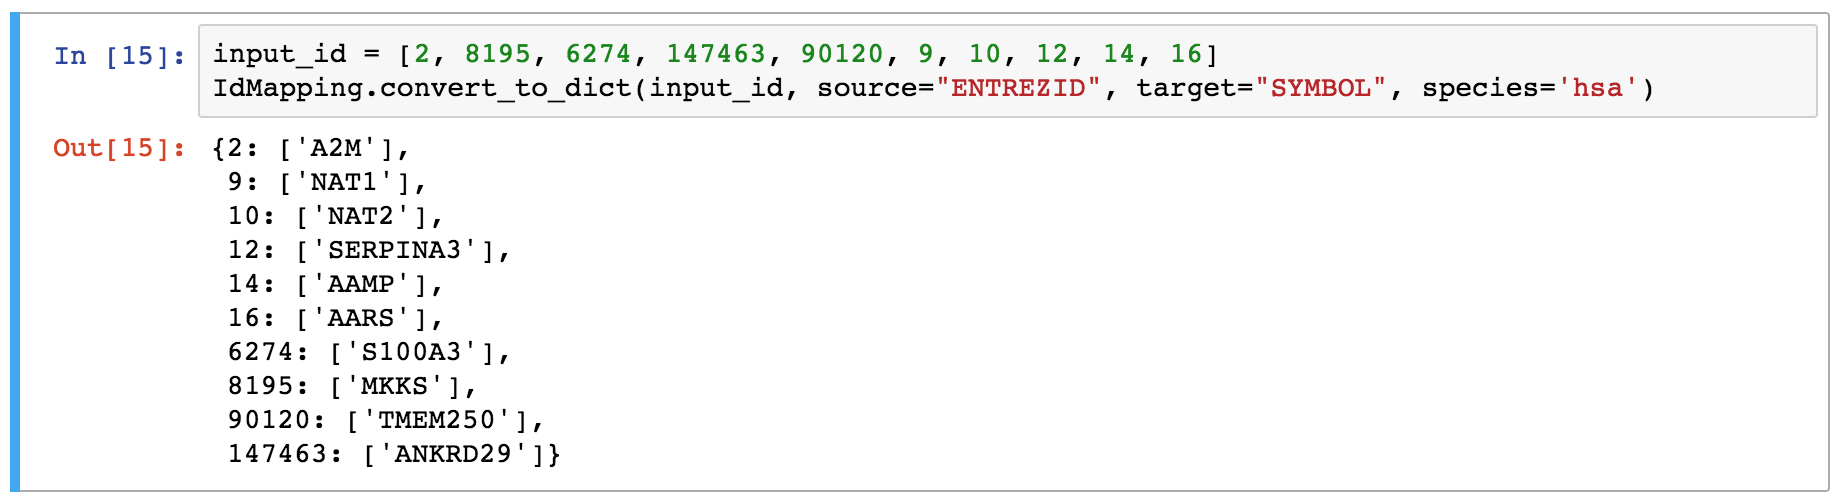 In [15]: input_id = [2, 8195, 6274, 147463, 90120, 9, 10, 12, 14, 16]
IdMapping.convert_to_dict(input_id, source="ENTREZID", target="SYMBOL", species='hsa')
Out[15]: {2: ['A2M'],
9: ['NAT1'],
10: ['NAT2'],
12: ['SERPINA3'],
14: ['AAMP'],
16: ['AARS'],
6274: ['S100A3'],
8195: ['MKKS'],
90120: ['TMEM250'],
147463: ['ANKRD29']}